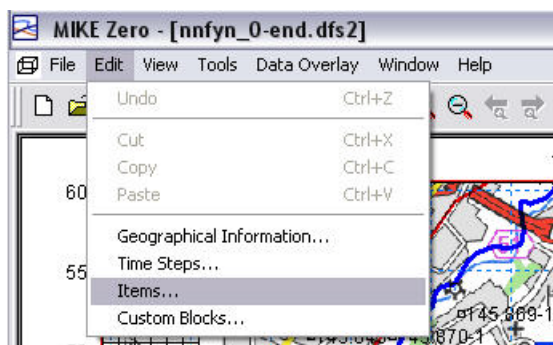 MIKE Zero - [nnfyn_0-end.dfs2]
File Edit View Tools Data Overlay Window Help
Undo Ctrl+Z
Cut Ctrl+X
Copy Ctrl+C
Paste Ctrl+V
Geographical Information...
Time Steps...
Items...
Custom Blocks...
60
55